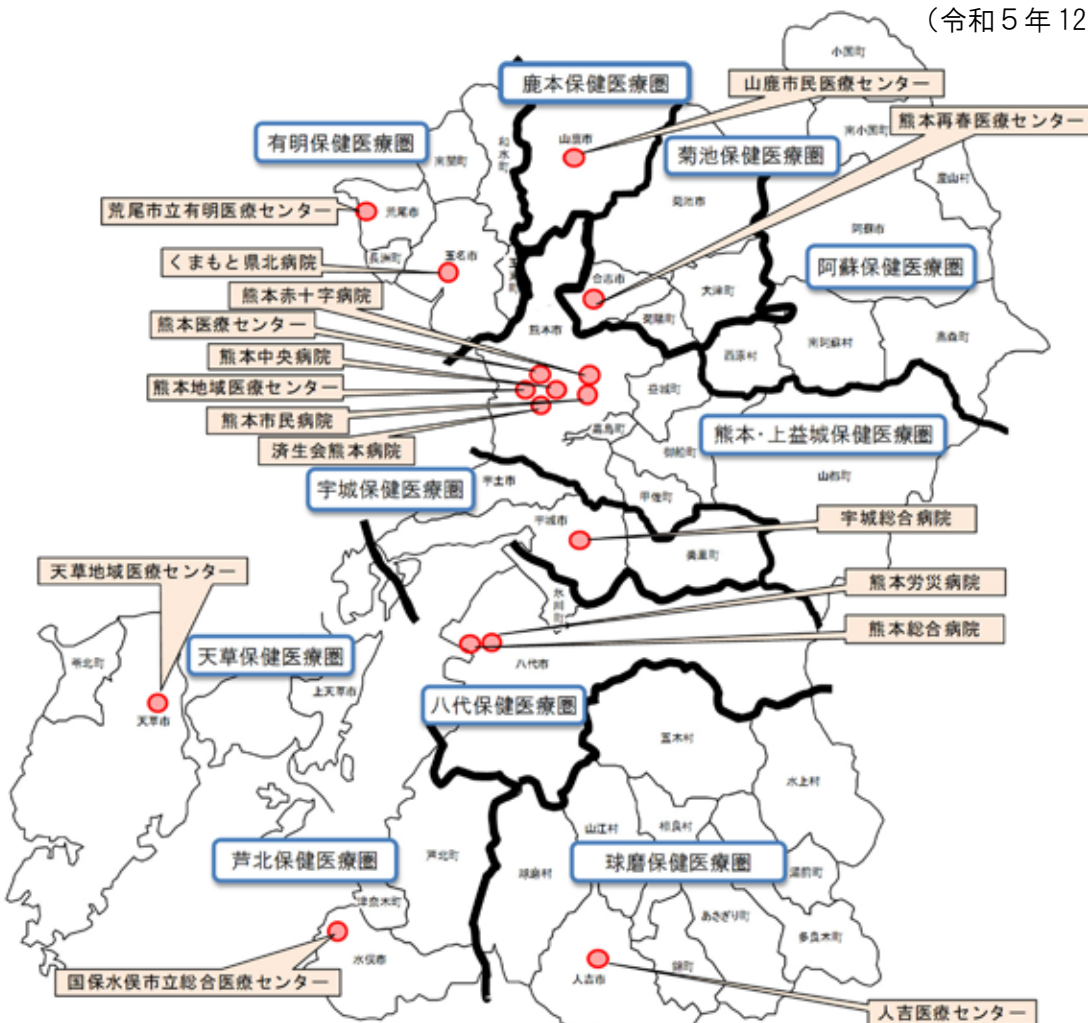 (令和5年12
小国町
鹿本保健医療圏
山鹿市民医療センター
熊本再春医療センター
南小国町
有明保健医療圏
和水町
山鹿市
菊池保健医療圏
南関町
産山村
菊池市
荒尾市立有明医療センター
荒尾市
阿蘇市
長洲町
玉名市
玉東町
くまもと県北病院
合志市
大津町
阿蘇保健医療圏
熊本赤十字病院
菊陽町
熊本医療センター
熊本市
高森町
南阿蘇村
西原村
熊本中央病院
熊本地域医療センター
益城町
熊本市民病院
嘉島町
熊本・上益城保健医療圏
済生会熊本病院
御船町
宇土市
山都町
宇城保健医療圏
甲佐町
宇城市
宇城総合病院
美里町
天草地域医療センター
氷川町
熊本労災病院
熊本総合病院
苓北町
天草保健医療圏
八代市
上天草市
八代保健医療圏
天草市
五木村
水上村
山江村
相良村
芦北町
芦北保健医療圏
球磨村
球磨保健医療圏
湯前町
津奈木町
あさぎり町
多良木町
水俣市
錦町
人吉市
国保水俣市立総合医療センター
人吉医療センター